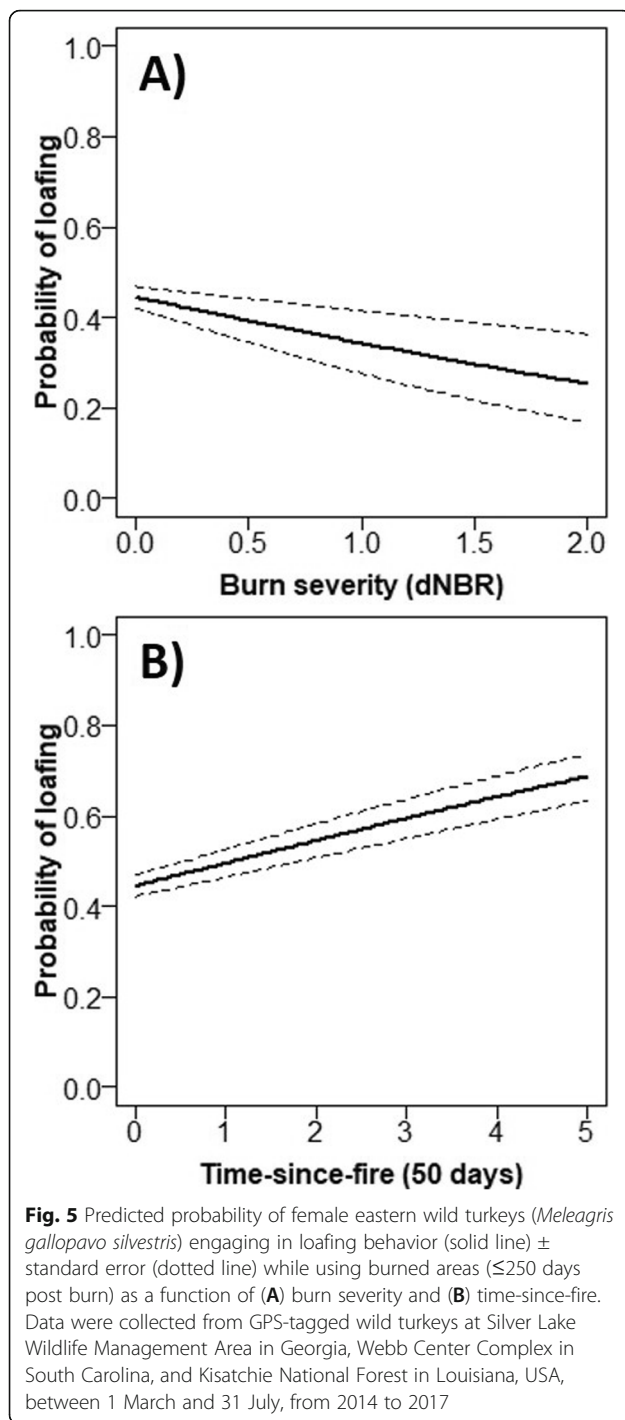 A)
1.0
0.8
0.6
0.4
0.2
0.0
Probability of loafing
0.0 0.5 1.0 1.5 2.0
Burn severity (dNBR)
B)
1.0
0.8
0.6
0.4
0.2
0.0
Probability of loafing
0 1 2 3 4 5
Time-since-fire (50 days)
Fig. 5 Predicted probability of female eastern wild turkeys (Meleagris
gallopavo silvestris) engaging in loafing behavior (solid line) ±
standard error (dotted line) while using burned areas (≤250 days
post burn) as a function of (A) burn severity and (B) time-since-fire.
Data were collected from GPS-tagged wild turkeys at Silver Lake
Wildlife Management Area in Georgia, Webb Center Complex in
South Carolina, and Kisatchie National Forest in Louisiana, USA,
between 1 March and 31 July, from 2014 to 2017